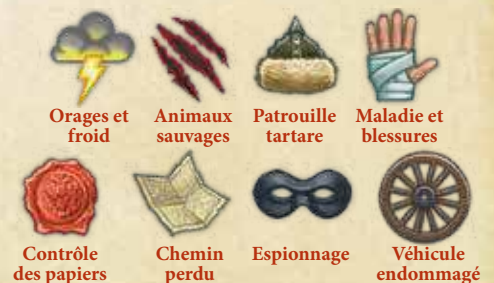 Orages et
froid
Animaux
sauvages
Patrouille
tartare
Maladie et
blessures
Contrôle
des papiers
Chemin
perdu
Espionnage
Véhicule
endommagé